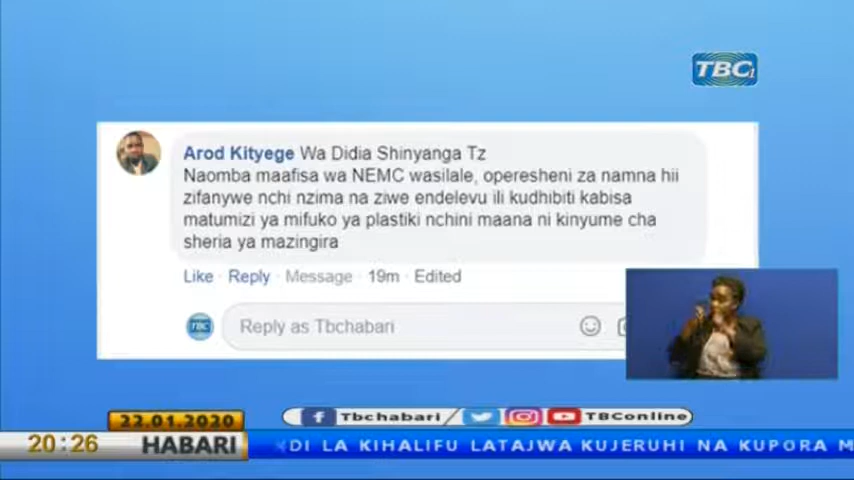 TBC1
Arod Kityege Wa Didia Shinyanga Tz
Naomba maafisa wa NEMC wasilale, operesheni za namna hii
zifanywe nchi nzima na ziwe endelevu ili kudhibiti kabisa
matumizi ya mifuko ya plastiki nchini maana ni kinyume cha
sheria ya mazingira
Like · Reply · Message · 19m · Edited
TBC
Reply as Tbchabari
22.01.2020
Tbchabari
TBConline
20:26
HABARI
DI LA KIHALIFU LATAJWA KUJERUHI NA KUPORA M